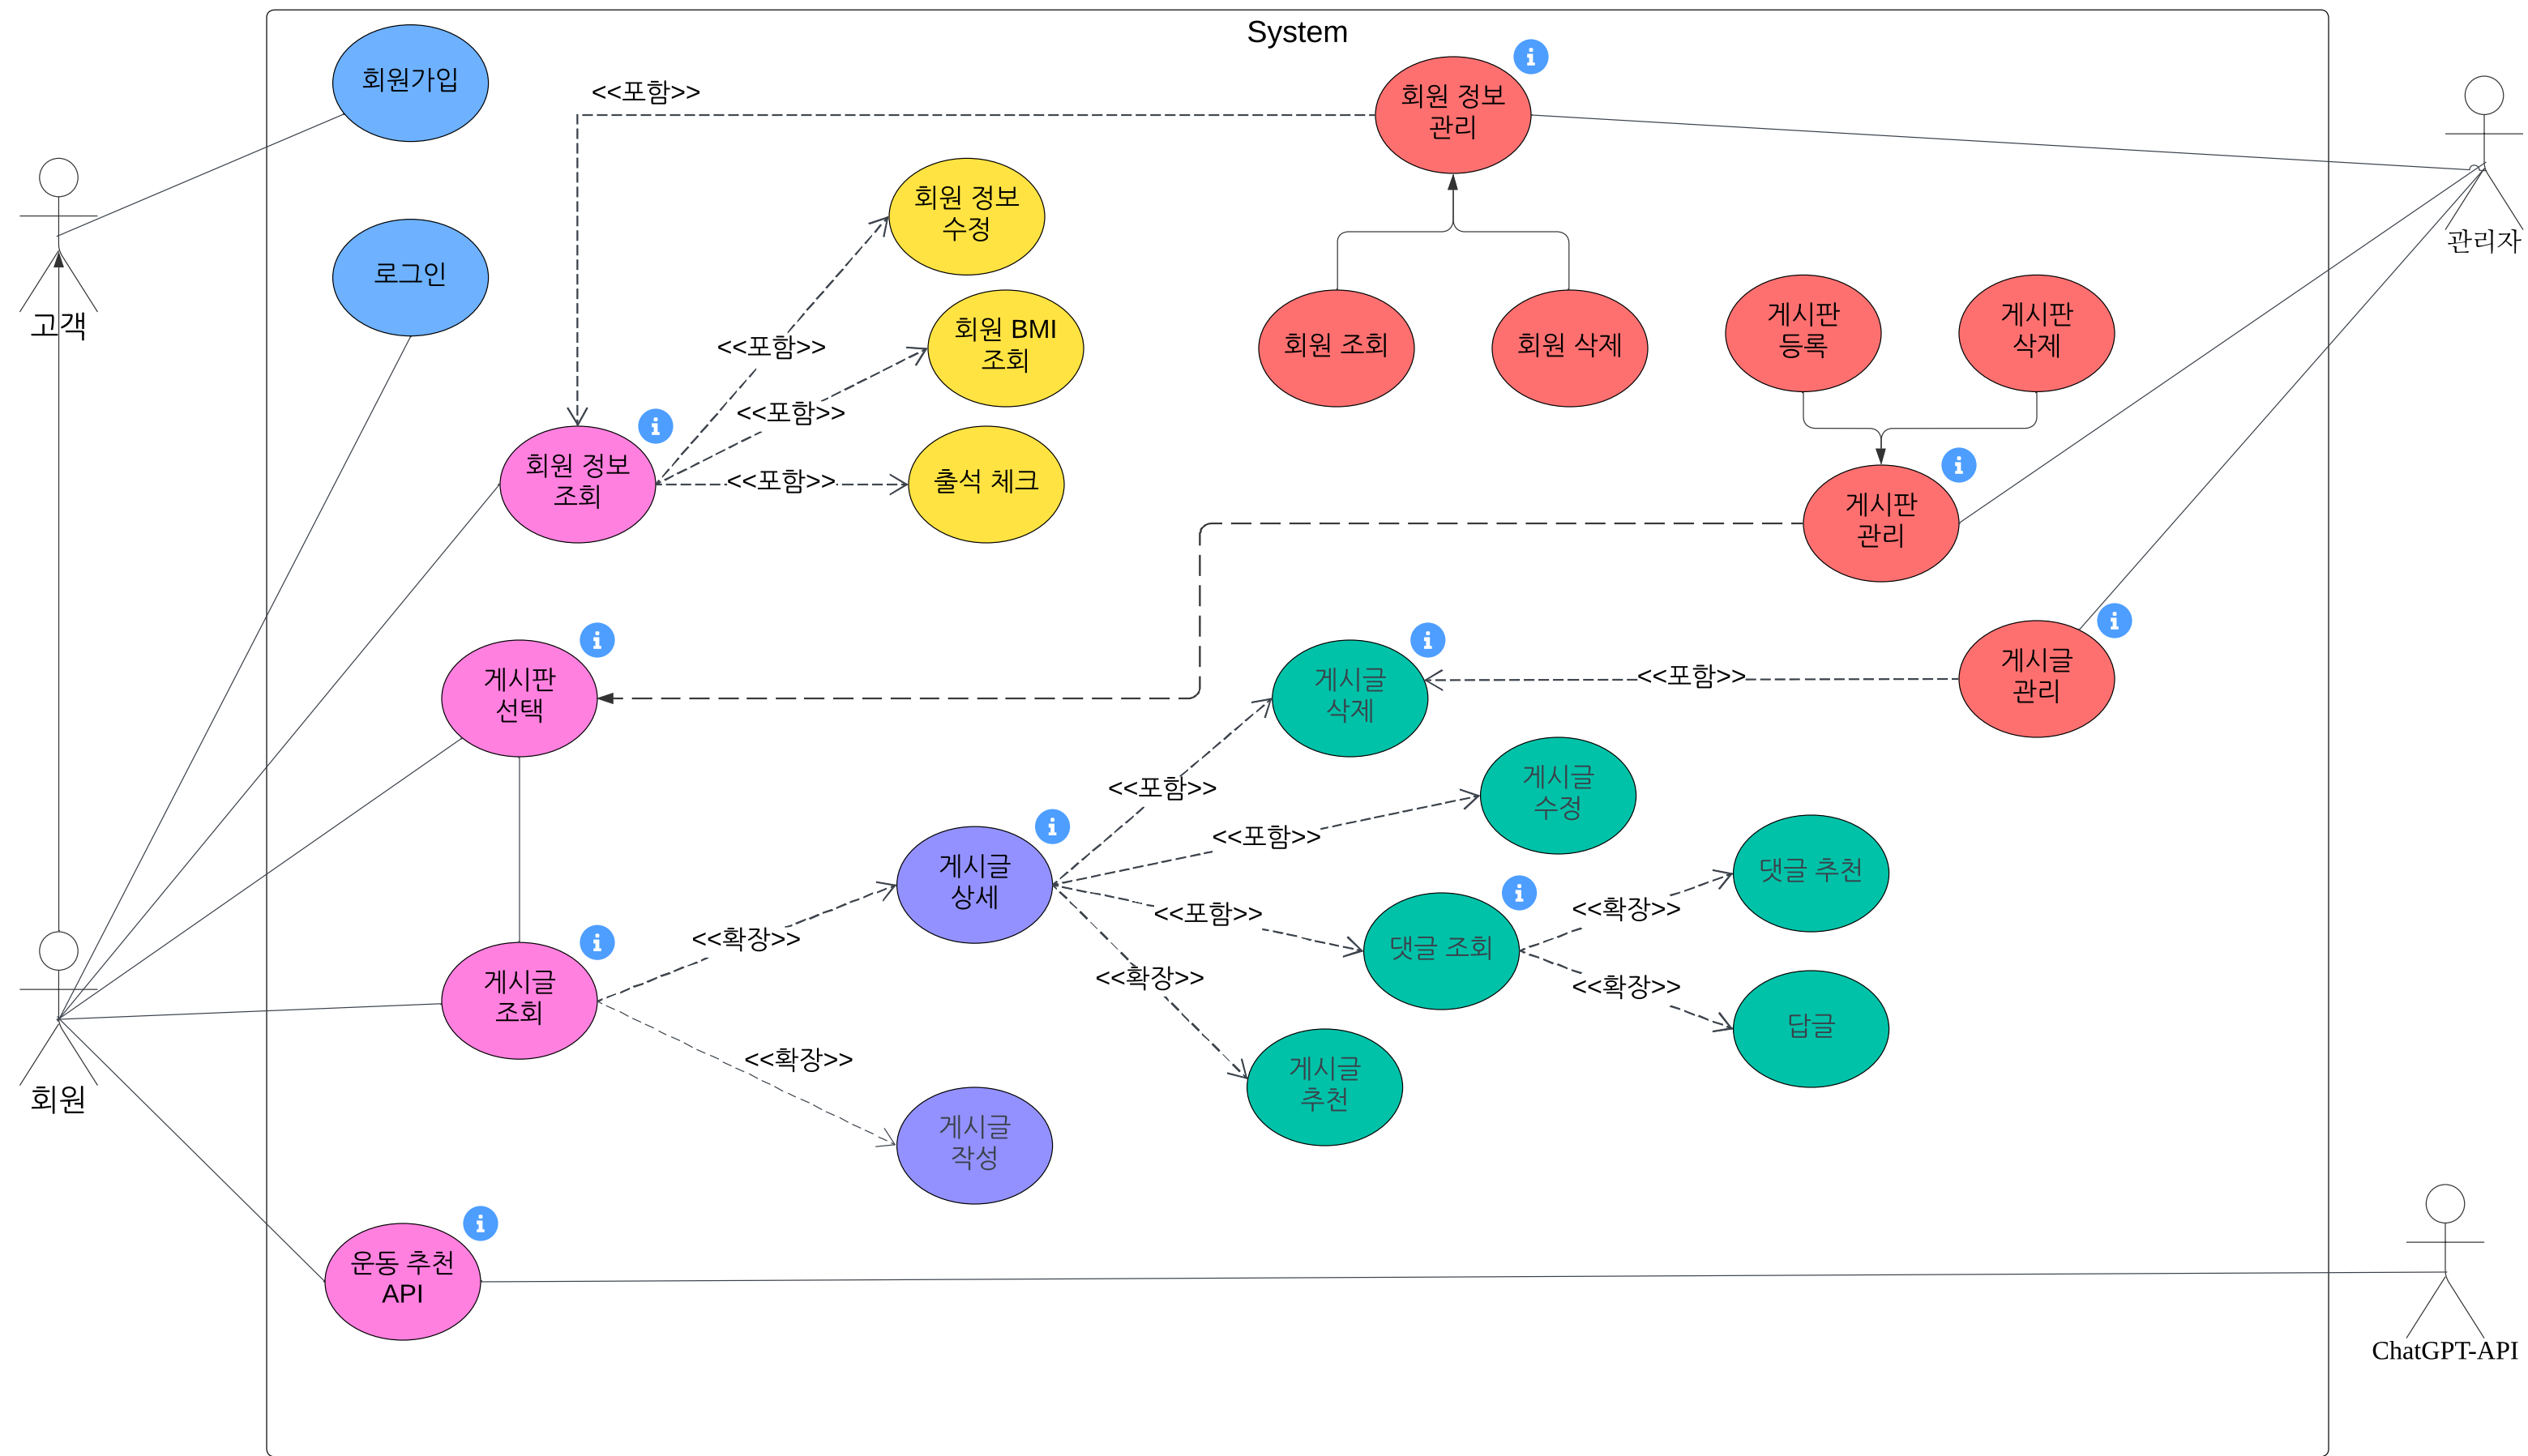 System
회원가입
<<포함>>
회원 정보
관리
회원 정보
수정
관리자
로그인
고객
<<포함>>
회원 BMI
조회
회원 조회
회원 삭제
게시판
등록
게시판
삭제
<<포함>>
회원 정보
조회
<<포함>>
출석 체크
게시판
관리
게시판
선택
게시글
삭제
<<포함>>
게시글
관리
<<포함>>
게시글
수정
<<포함>>
게시글
상세
댓글 추천
<<포함>>
<<확장>>
<<확장>>
댓글 조회
<<확장>>
<<확장>>
게시글
조회
답글
<<확장>>
게시글
추천
회원
게시글
작성
운동 추천
API
ChatGPT-API